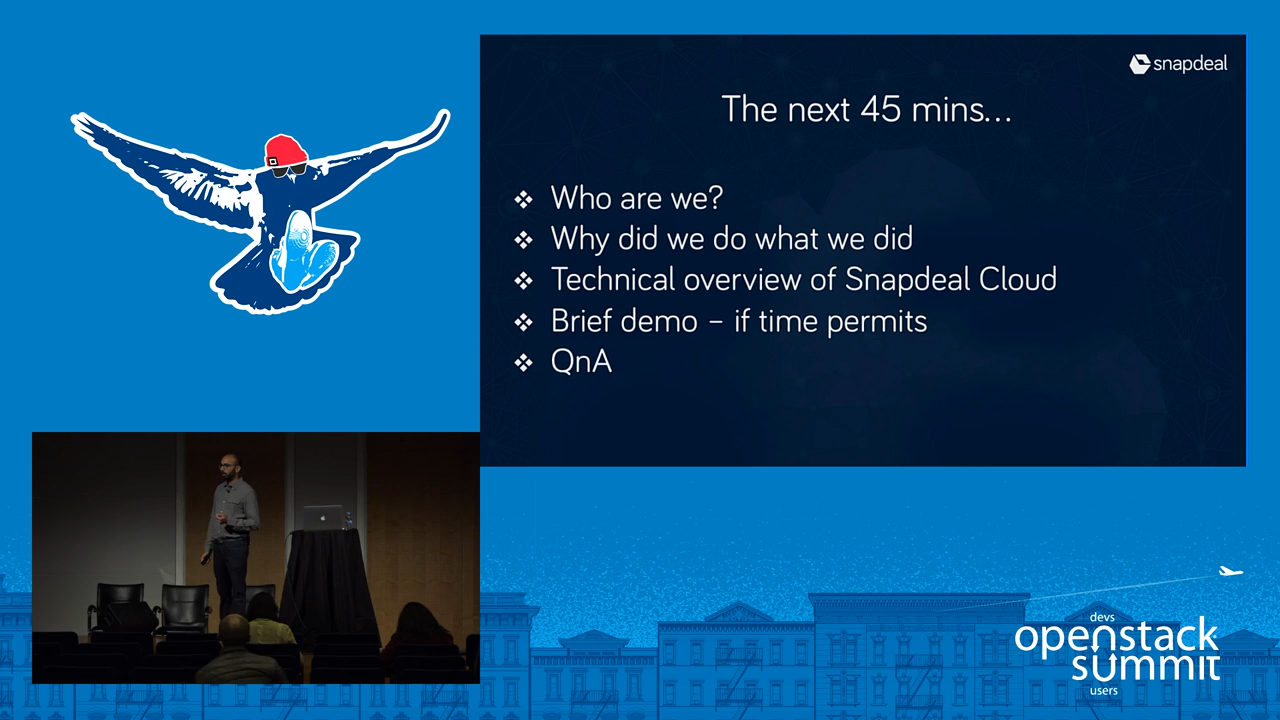 snapdeal
The next 45 mins...
❖ Who are we?
❖ Why did we do what we did
❖ Technical overview of Snapdeal Cloud
❖ Brief demo – if time permits
❖ QnA
devs
openstack
summit
users